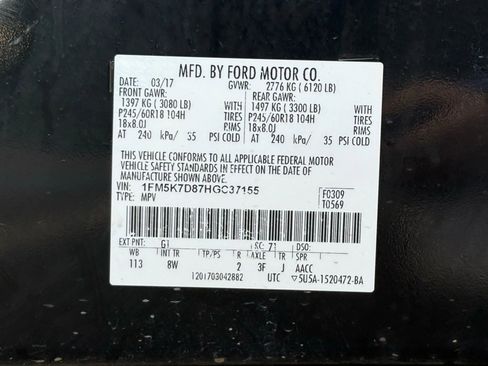 MFD. BY FORD MOTOR CO.
DATE: 03/17 GVWR: 2776 KG ( 6120 LB)
FRONT GAWR: REAR GAWR:
1397 KG ( 3080 LB) WITH 1497 KG ( 3300 LB) WITH
P245/60R18 104H TIRES P245/60R18 104H TIRES
18x8.0J RIMS 18x8.0J RIMS
AT 240 kPa/ 35 PSI COLD AT 240 kPa/ 35 PSI COLD
THIS VEHICLE CONFORMS TO ALL APPLICABLE FEDERAL MOTOR
VEHICLE SAFETY STANDARDS IN EFFECT ON THE DATE OF
MANUFACTURE SHOWN ABOVE.
VIN: 1FM5K7D87HGC37155 F0309
TYPE: MPV T0569
EXT PNT: G1 RC: 71 DSO:
WB INT TR TP/PS R AXLE TR SPR
113 8W 2 3F J AACC
1201703042882 UTC ▽5U5A-1520472-BA